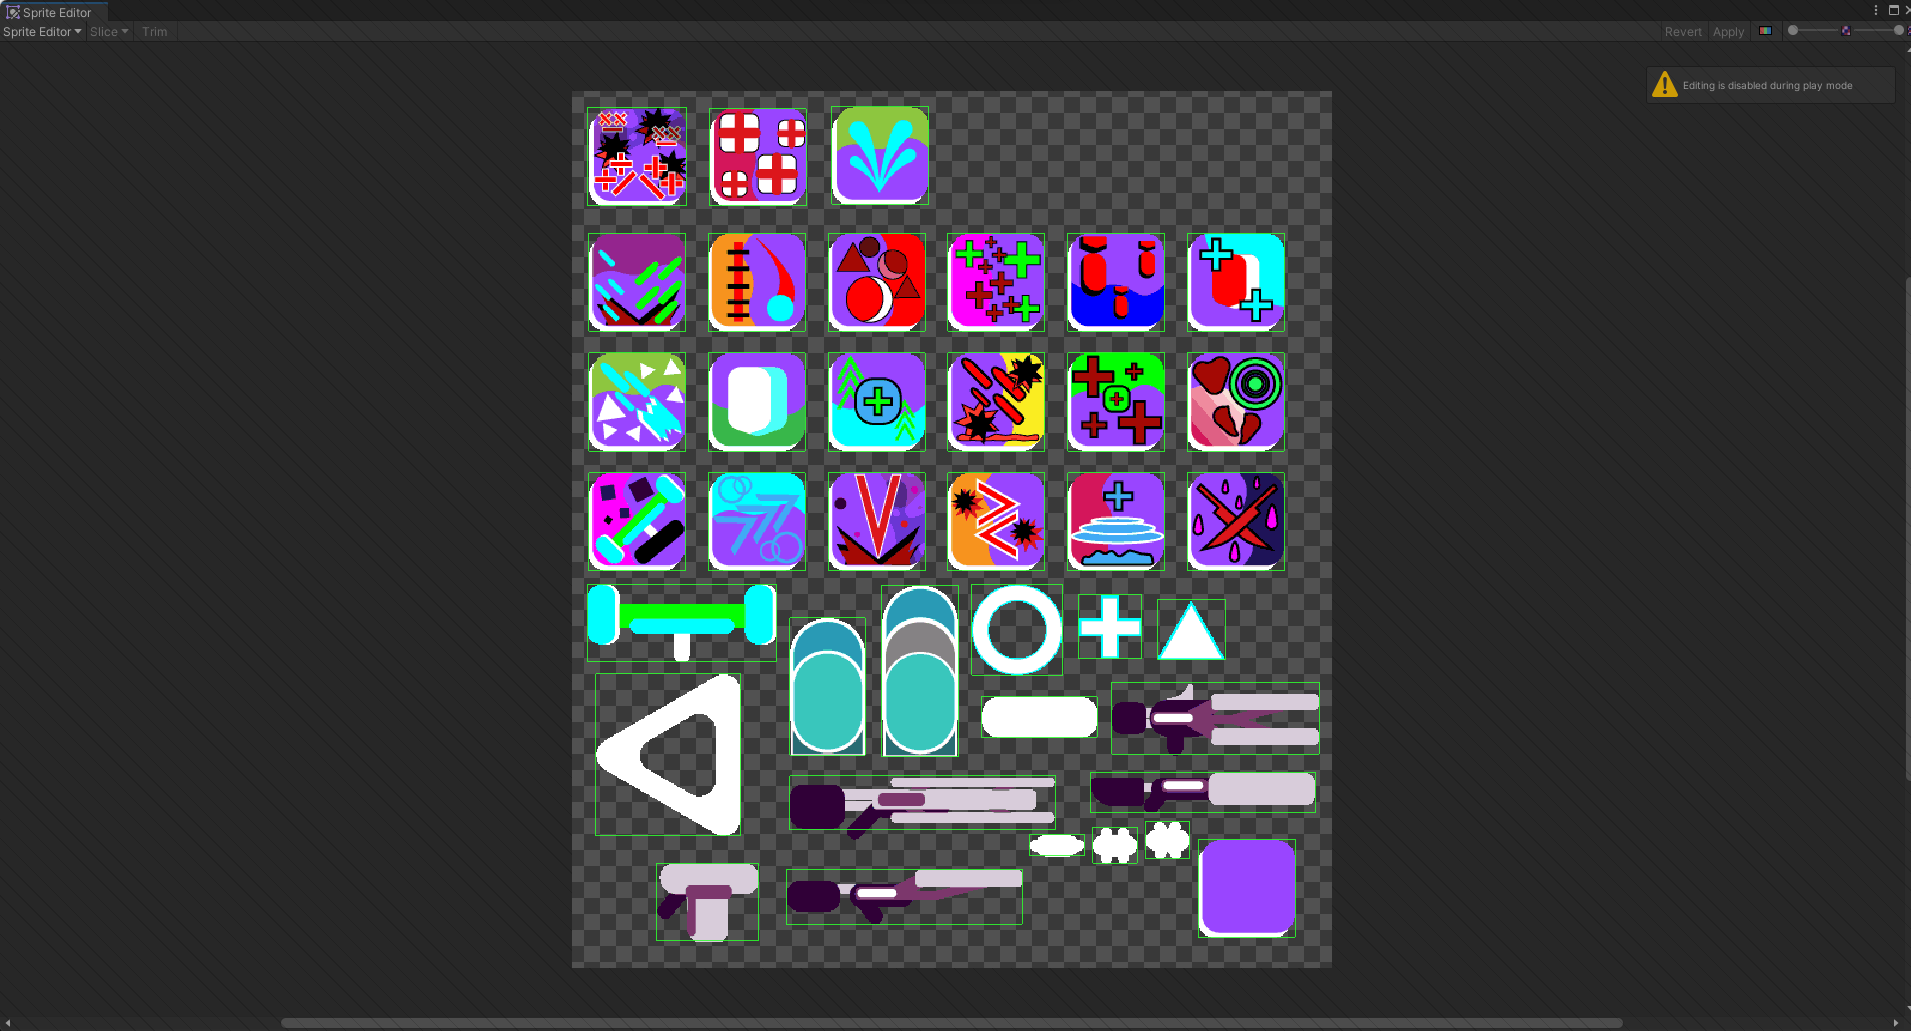 Sprite Editor
Sprite Editor Slice Trim Revert Apply
Editing is disabled during play mode